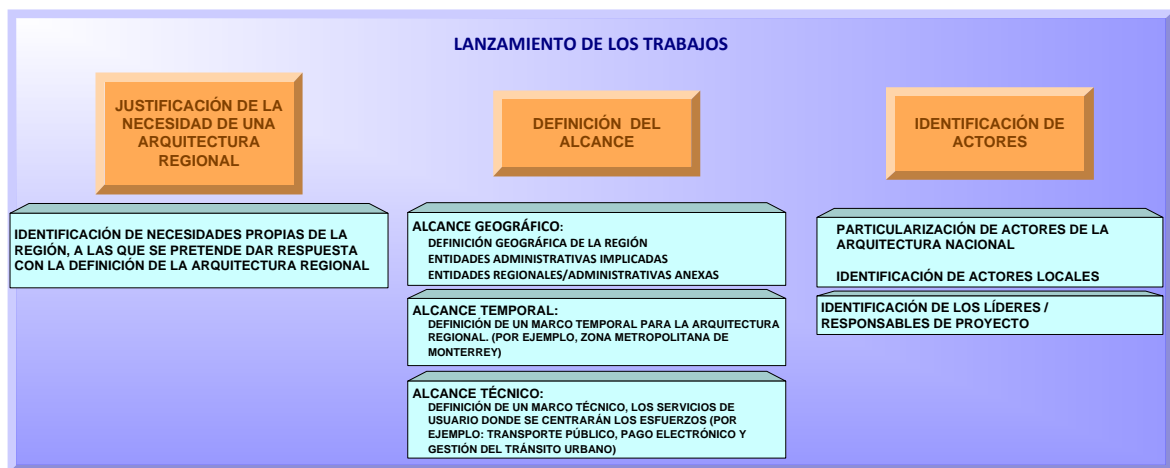 LANZAMIENTO DE LOS TRABAJOS
JUSTIFICACIÓN DE LA
NECESIDAD DE UNA
ARQUITECTURA
REGIONAL
IDENTIFICACIÓN DE NECESIDADES PROPIAS DE LA
REGIÓN, A LAS QUE SE PRETENDE DAR RESPUESTA
CON LA DEFINICIÓN DE LA ARQUITECTURA REGIONAL
DEFINICIÓN DEL
ALCANCE
ALCANCE GEOGRÁFICO:
DEFINICIÓN GEOGRÁFICA DE LA REGIÓN
ENTIDADES ADMINISTRATIVAS IMPLICADAS
ENTIDADES REGIONALES/ADMINISTRATIVAS ANEXAS
ALCANCE TEMPORAL:
DEFINICIÓN DE UN MARCO TEMPORAL PARA LA ARQUITECTURA
REGIONAL. (POR EJEMPLO, ZONA METROPOLITANA DE
MONTERREY)
ALCANCE TÉCNICO:
DEFINICIÓN DE UN MARCO TÉCNICO, LOS SERVICIOS DE
USUARIO DONDE SE CENTRARÁN LOS ESFUERZOS (POR
EJEMPLO: TRANSPORTE PÚBLICO, PAGO ELECTRÓNICO Y
GESTIÓN DEL TRÁNSITO URBANO)
IDENTIFICACIÓN DE
ACTORES
PARTICULARIZACIÓN DE ACTORES DE LA
ARQUITECTURA NACIONAL
IDENTIFICACIÓN DE ACTORES LOCALES
IDENTIFICACIÓN DE LOS LÍDERES /
RESPONSABLES DE PROYECTO